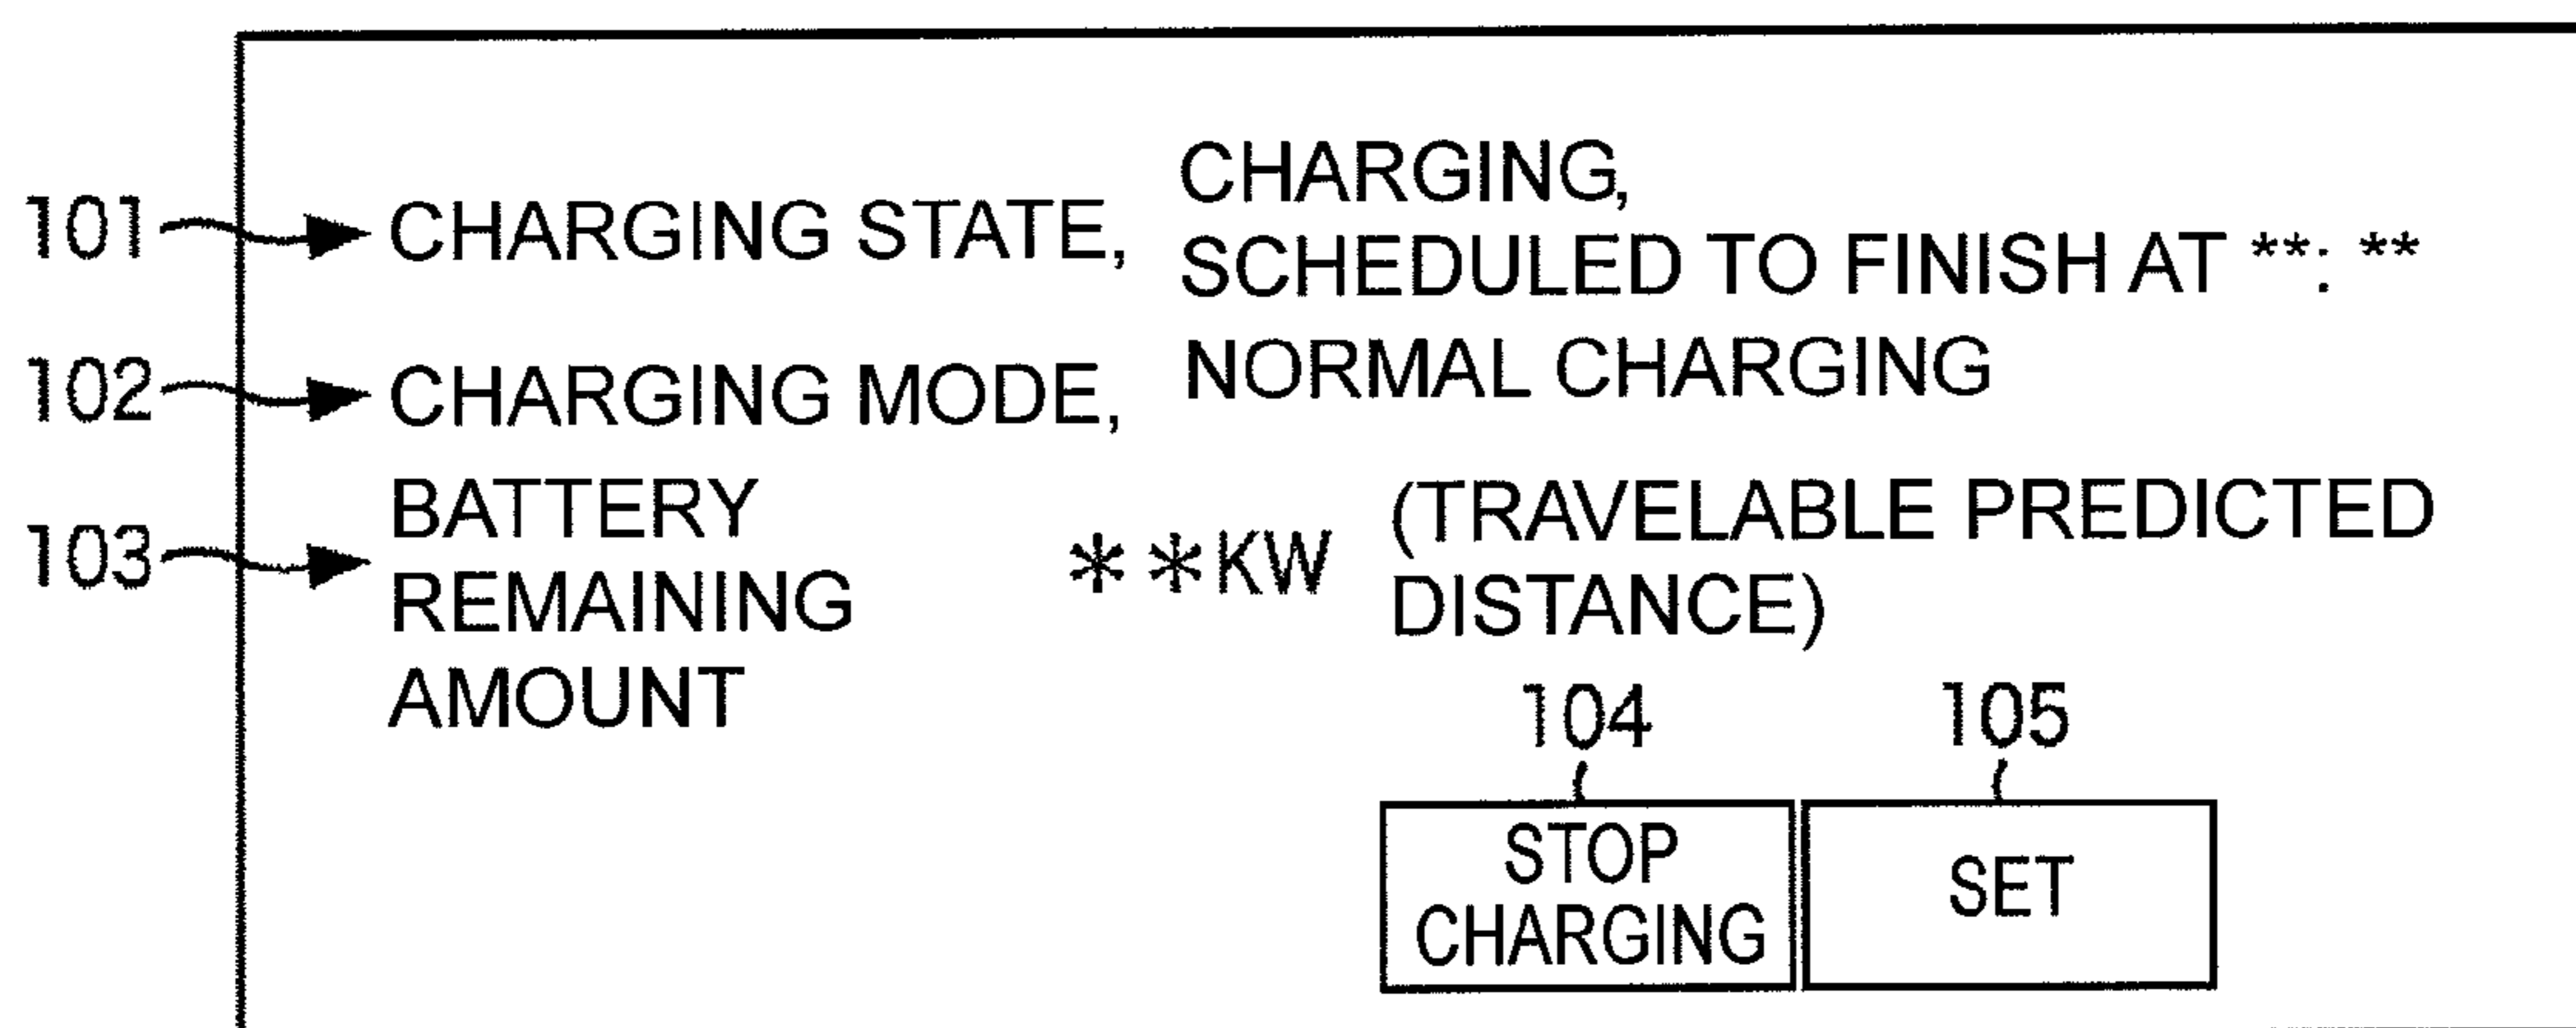 CHARGING,
101 CHARGING STATE, SCHEDULED TO FINISH AT **: **
102 CHARGING MODE, NORMAL CHARGING
103 BATTERY
REMAINING
AMOUNT
**KW (TRAVELABLE PREDICTED
DISTANCE)
104 105
STOP
CHARGING
SET